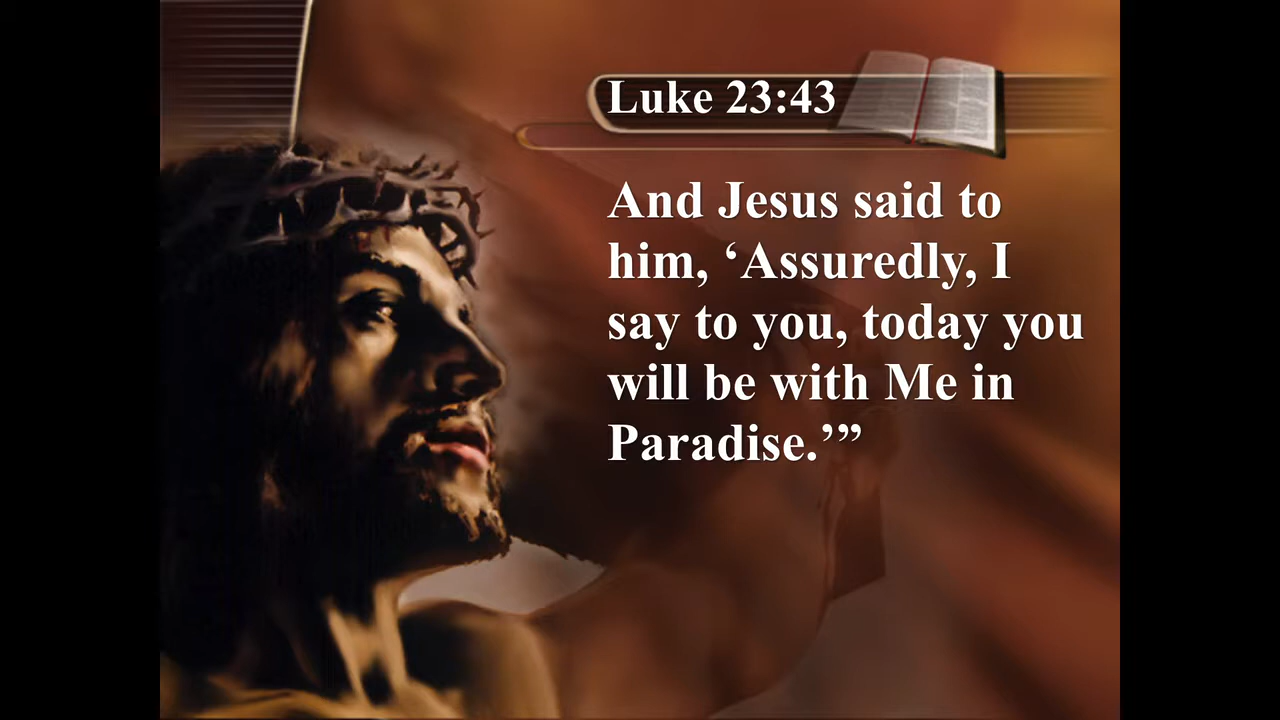 Luke 23:43
And Jesus said to
him, ‘Assuredly, I
say to you, today you
will be with Me in
Paradise.’”